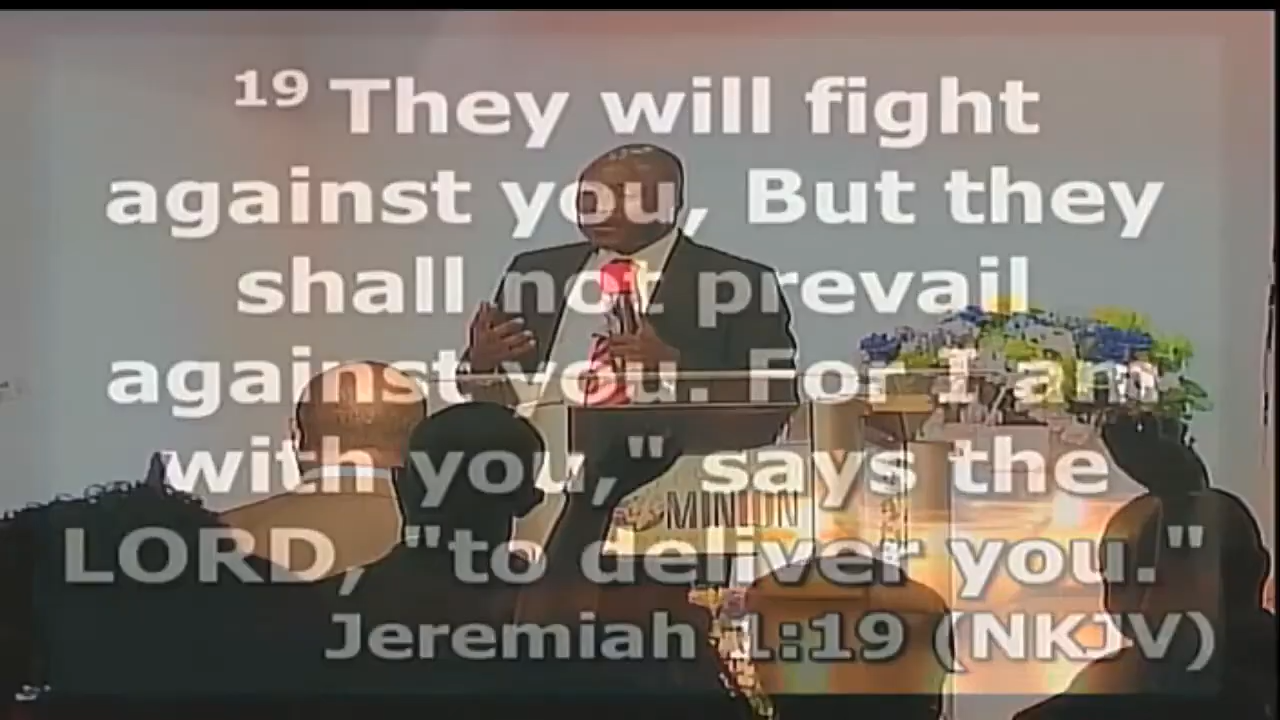 19 They will fight
against you, But they
shall not prevail
against you. For I am
with you," says the
LORD, "to deliver you."
Jeremiah 1:19 (NKJV)